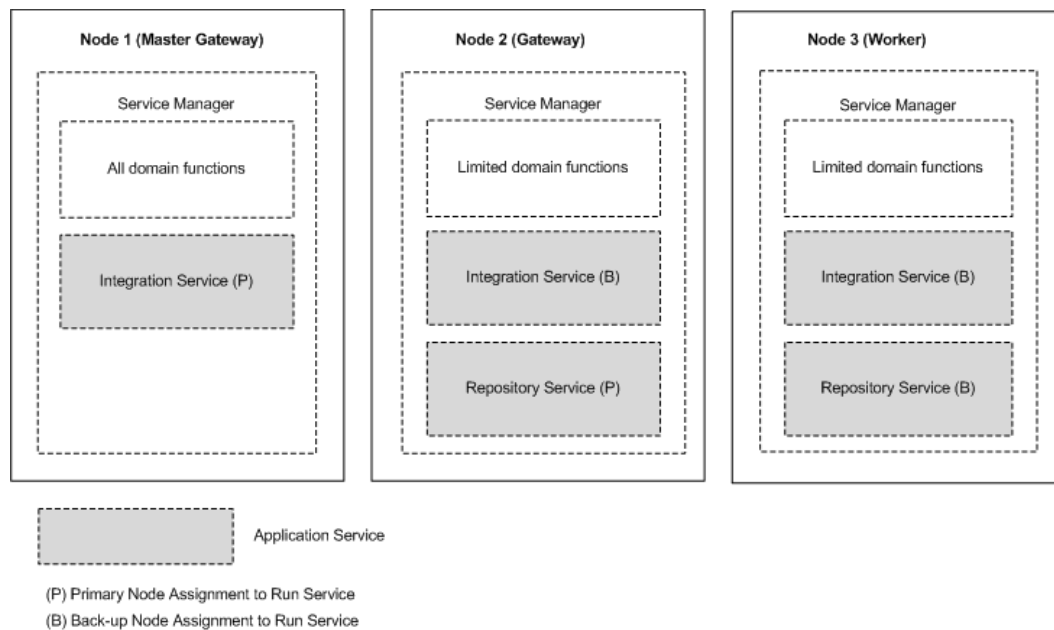 Node 1 (Master Gateway)
Service Manager
All domain functions
Integration Service (P)
Node 2 (Gateway)
Service Manager
Limited domain functions
Integration Service (B)
Repository Service (P)
Node 3 (Worker)
Service Manager
Limited domain functions
Integration Service (B)
Repository Service (B)
Application Service
(P) Primary Node Assignment to Run Service
(B) Back-up Node Assignment to Run Service